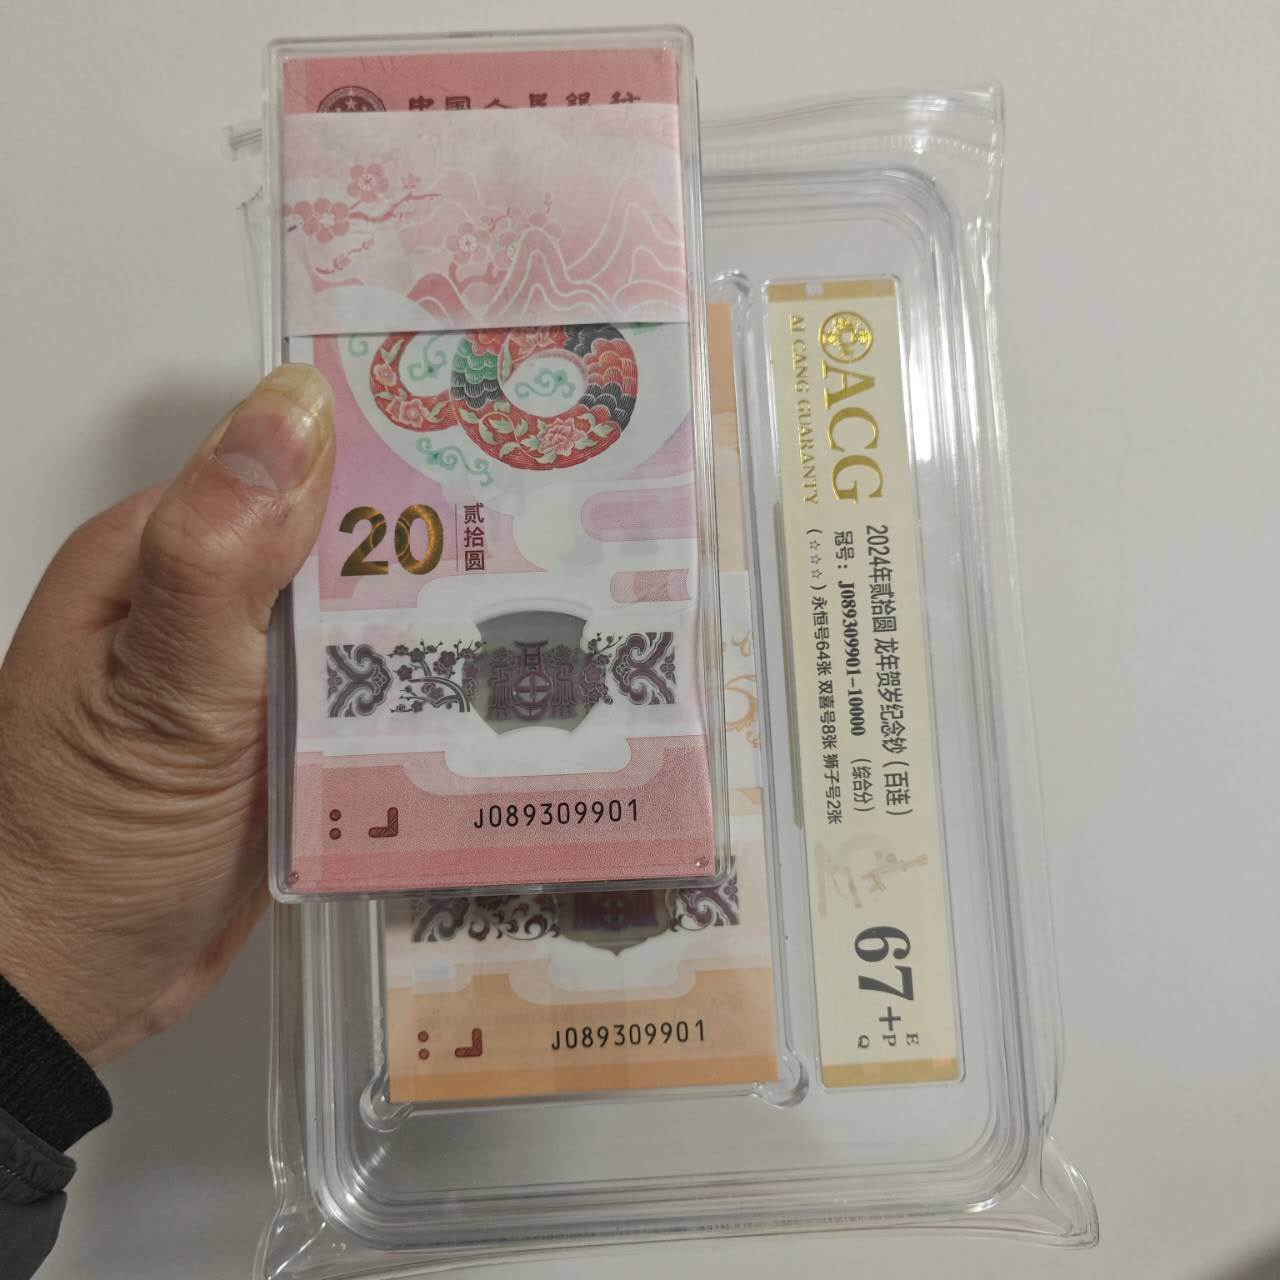 中国人民银行
20
贰拾圆
J089309901
J089309901
ACG
AI CANG GUARANTY
2024年贰拾圆 龙年贺岁纪念钞（百连）
冠号：J089309901-10000 （综合分）
（☆☆☆）永恒号64张 双喜号8张 狮子号2张
67+
E
P
Q